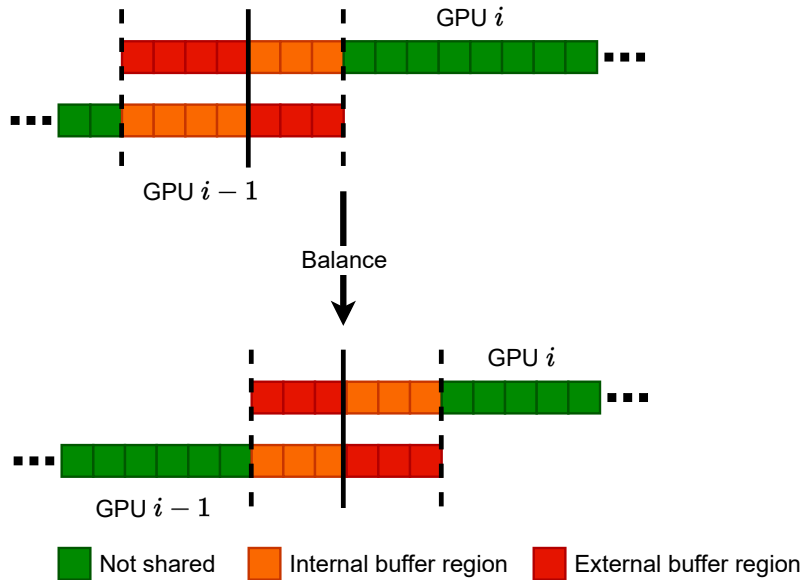 GPU i
GPU i − 1
Balance
GPU i
GPU i − 1
Not shared
Internal buffer region
External buffer region